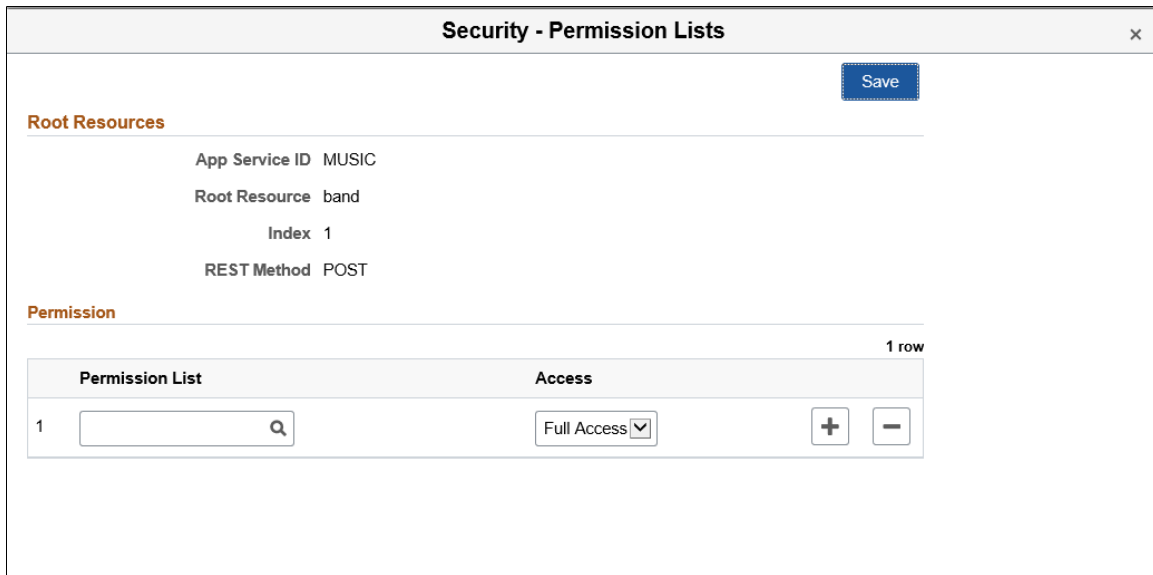 Security - Permission Lists
×
Save
Root Resources
App Service ID MUSIC
Root Resource band
Index 1
REST Method POST
Permission
1 row
Permission List Access
1 Full Access